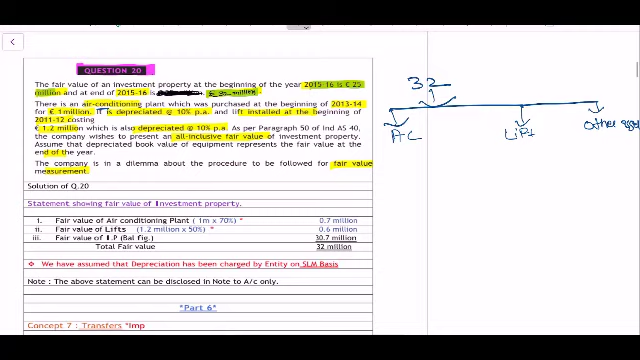 QUESTION 20
The fair value of an investment property at the beginning of the year 2015-16 is € 25
million and at end of 2015-16 is
There is an air-conditioning plant which was purchased at the beginning of 2013-14
for € 1million. It is depreciated @ 10% p.a. and lift installed at the beginning of
2011-12 costing
€ 1.2 million which is also depreciated @ 10% p.a. As per Paragraph 50 of Ind AS 40,
the company wishes to present an all-inclusive fair value of investment property.
Assume that depreciated book value of equipment represents the fair value at the
end of the year.
The company is in a dilemma about the procedure to be followed for fair value
measurement.
Solution of Q.20
Statement showing fair value of Investment Property.
i. Fair value of Air conditioning Plant (1m x 70%) * 0.7 million
ii. Fair value of Lifts (1.2 million x 50%) * 0.6 million
iii. Fair value of I.P (Bal fig.) 30.7 million
Total Fair value 32 million
❖ We have assumed that Depreciation has been charged by Entity on SLM Basis
Note : The above statement can be disclosed in Note to A/c only.
*Part 6*
Concept 7 : Transfers *Imp
32
AC Lift Other